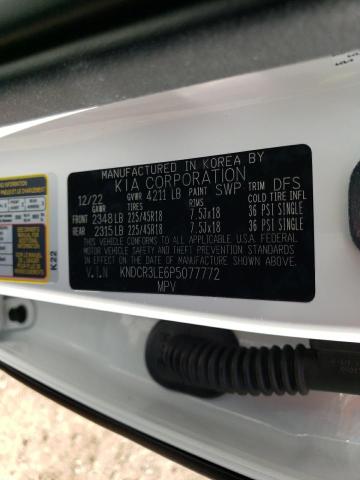 MANUFACTURED IN KOREA BY
KIA CORPORATION
12/22 GVWR 4211 LB PAINT SWP TRIM DFS
GAWR TIRES RIMS COLD TIRE INF
FRONT 2348 LB 225/45R18 7.5Jx18 36 PSI SINGLE
REAR 2315 LB 225/45R18 7.5Jx18 36 PSI SINGLE
THIS VEHICLE CONFORMS TO ALL APPLICABLE FEDERAL
MOTOR VEHICLE SAFETY AND THEFT PREVENTION STANDARDS
IN EFFECT ON THE DATE OF MANUFACTURE SHOWN ABOVE.
V.I.N KNDCR3LE6P5077772
MPV
K22